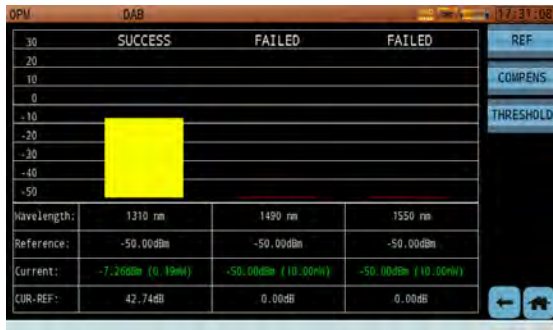 OPM DAB 17:31:08
30 SUCCESS FAILED FAILED REF
20
10 COMPENS
0
-10 THRESHOLD
-20
-30
-40
-50
Wavelength: 1310 nm 1490 nm 1550 nm
Reference: -50.00dBm -50.00dBm -50.00dBm
Current: -7.26dBm (0.19mW) -50.00dBm (10.00nW) -50.00dBm (10.00nW)
CUR-REF: 42.74dB 0.00dB 0.00dB